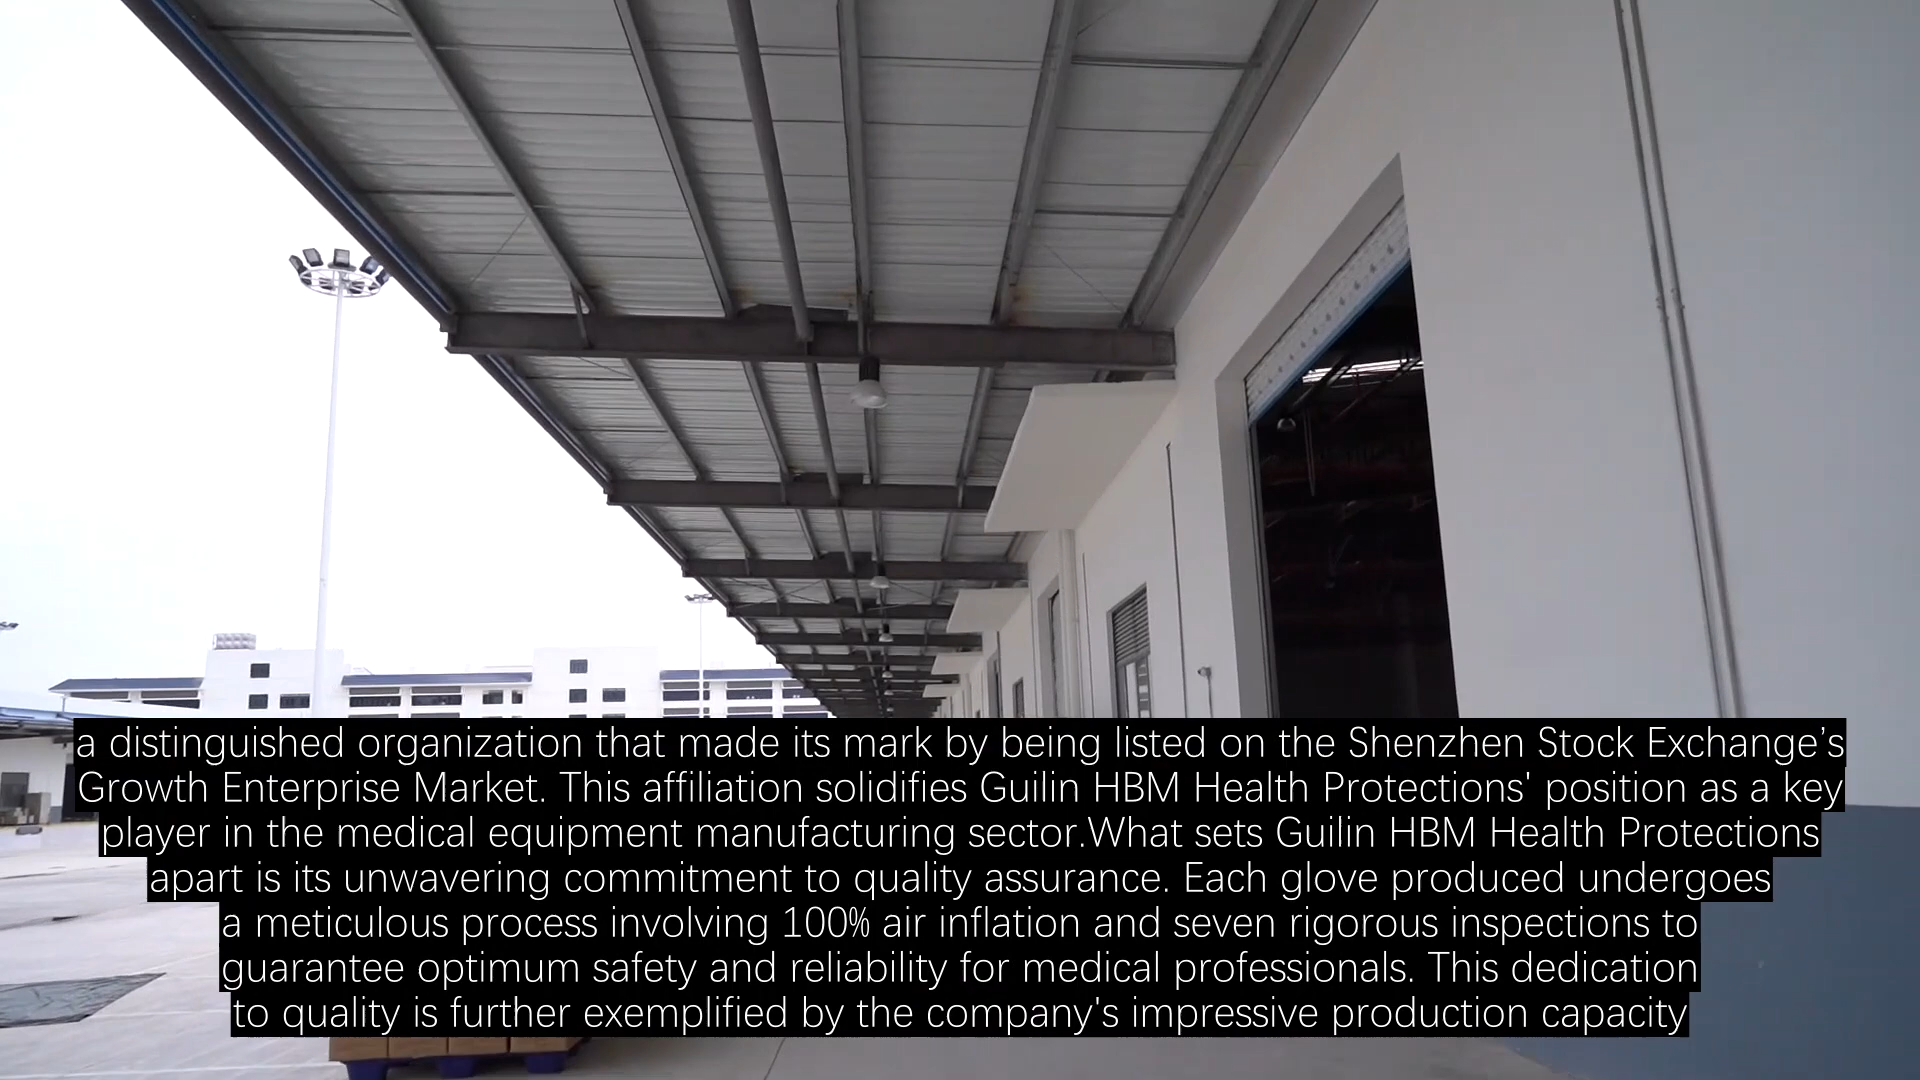 a distinguished organization that made its mark by being listed on the Shenzhen Stock Exchange’s
Growth Enterprise Market. This affiliation solidifies Guilin HBM Health Protections' position as a key
player in the medical equipment manufacturing sector.What sets Guilin HBM Health Protections
apart is its unwavering commitment to quality assurance. Each glove produced undergoes
a meticulous process involving 100% air inflation and seven rigorous inspections to
guarantee optimum safety and reliability for medical professionals. This dedication
to quality is further exemplified by the company's impressive production capacity